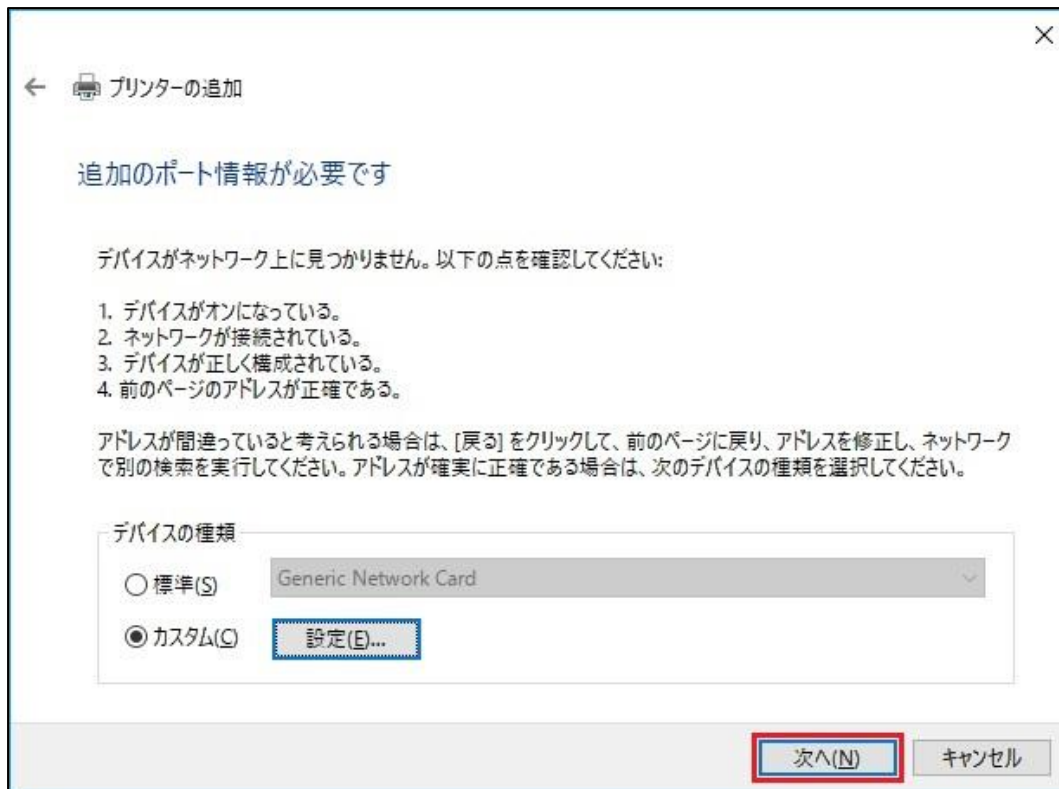 プリンターの追加
追加のポート情報が必要です
デバイスがネットワーク上に見つかりません。以下の点を確認してください:
1. デバイスがオンになっている。
2. ネットワークが接続されている。
3. デバイスが正しく構成されている。
4. 前のページのアドレスが正確である。
アドレスが間違っていると考えられる場合は、[戻る] をクリックして、前のページに戻り、アドレスを修正し、ネットワーク
で別の検索を実行してください。アドレスが確実に正確である場合は、次のデバイスの種類を選択してください。
デバイスの種類
標準(S)
Generic Network Card
カスタム(C)
設定(E)...
次へ(N)
キャンセル